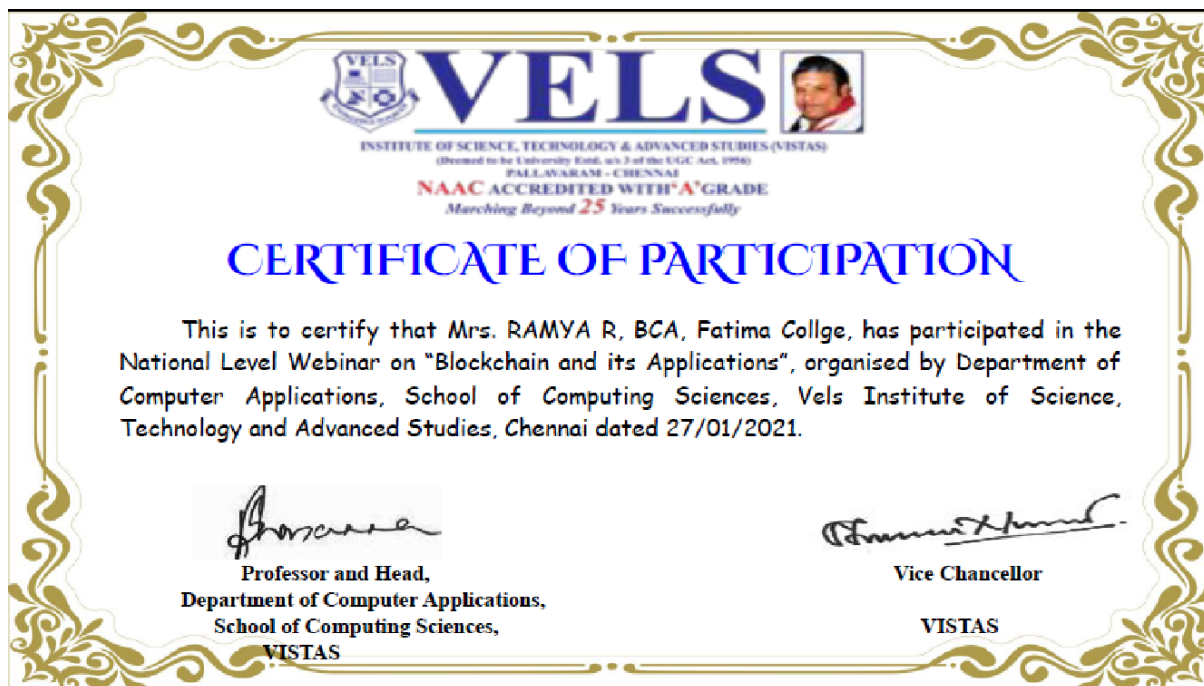 VELS
VELS
INSTITUTE OF SCIENCE, TECHNOLOGY & ADVANCED STUDIES (VISTAS)
(Deemed to be University Estd. u/s 3 of the UGC Act, 1956)
PALLAVARAM - CHENNAI
NAAC ACCREDITED WITH 'A' GRADE
Marching Beyond 25 Years Successfully
CERTIFICATE OF PARTICIPATION
This is to certify that Mrs. RAMYA R, BCA, Fatima Collge, has participated in the
National Level Webinar on “Blockchain and its Applications”, organised by Department of
Computer Applications, School of Computing Sciences, Vels Institute of Science,
Technology and Advanced Studies, Chennai dated 27/01/2021.
Professor and Head,
Department of Computer Applications,
School of Computing Sciences,
VISTAS
Vice Chancellor
VISTAS